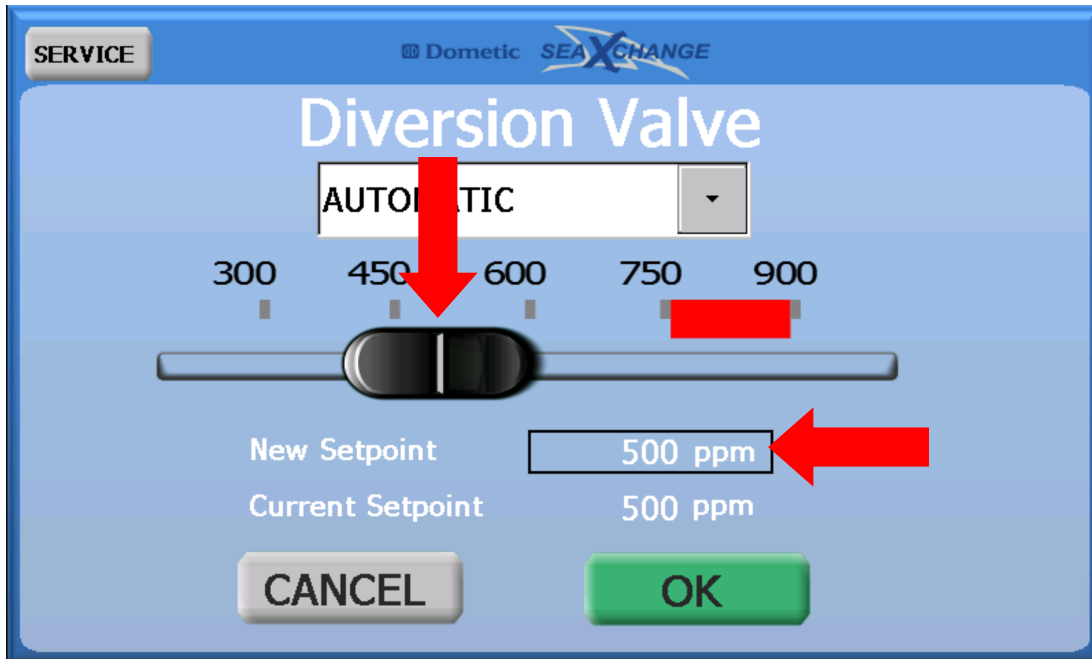 SERVICE
Dometic SEAXCHANGE
Diversion Valve
AUTOMATIC
300 450 600 750 900
New Setpoint 500 ppm
Current Setpoint 500 ppm
CANCEL OK